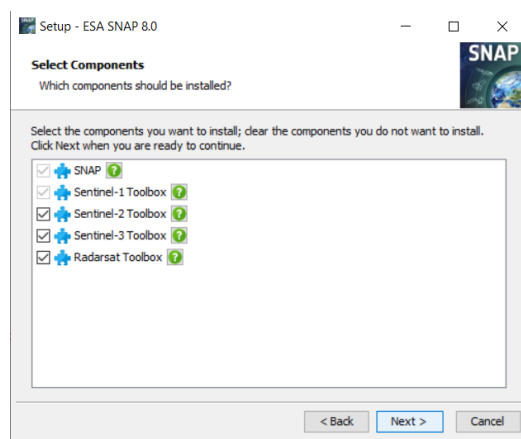 Setup - ESA SNAP 8.0
Select Components
Which components should be installed?
SNAP
Select the components you want to install; clear the components you do not want to install.
Click Next when you are ready to continue.
SNAP
Sentinel-1 Toolbox
Sentinel-2 Toolbox
Sentinel-3 Toolbox
Radarsat Toolbox
< Back Next > Cancel